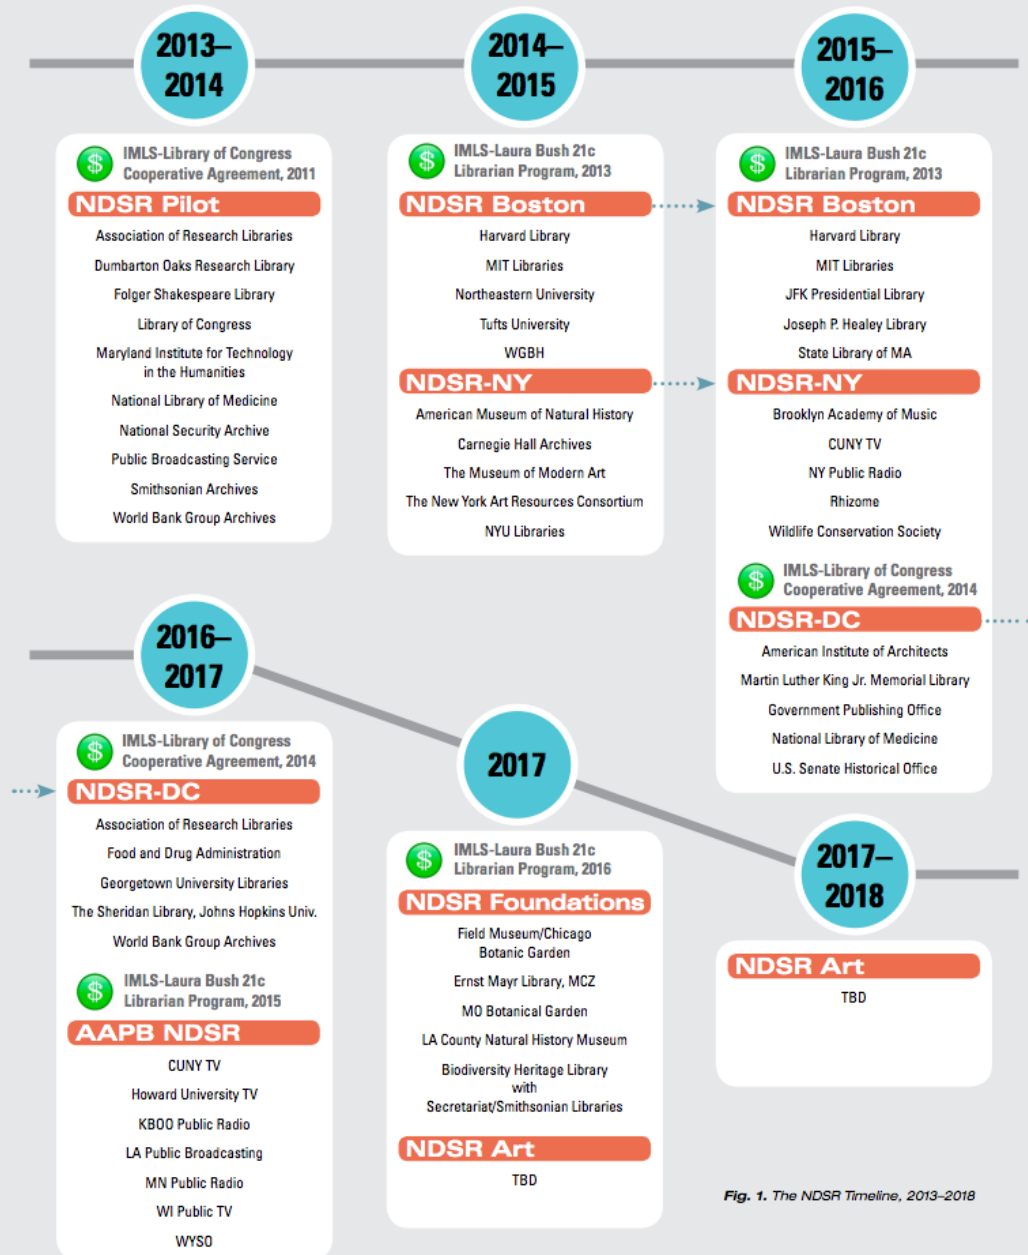 2013–
2014
$
IMLS-Library of Congress
Cooperative Agreement, 2011
NDSR Pilot
Association of Research Libraries
Dumbarton Oaks Research Library
Folger Shakespeare Library
Library of Congress
Maryland Institute for Technology
in the Humanities
National Library of Medicine
National Security Archive
Public Broadcasting Service
Smithsonian Archives
World Bank Group Archives
2014–
2015
$
IMLS-Laura Bush 21c
Librarian Program, 2013
NDSR Boston
Harvard Library
MIT Libraries
Northeastern University
Tufts University
WGBH
NDSR-NY
American Museum of Natural History
Carnegie Hall Archives
The Museum of Modern Art
The New York Art Resources Consortium
NYU Libraries
2015–
2016
$
IMLS-Laura Bush 21c
Librarian Program, 2013
NDSR Boston
Harvard Library
MIT Libraries
JFK Presidential Library
Joseph P. Healey Library
State Library of MA
NDSR-NY
Brooklyn Academy of Music
CUNY TV
NY Public Radio
Rhizome
Wildlife Conservation Society
$
IMLS-Library of Congress
Cooperative Agreement, 2014
NDSR-DC
American Institute of Architects
Martin Luther King Jr. Memorial Library
Government Publishing Office
National Library of Medicine
U.S. Senate Historical Office
2016–
2017
$
IMLS-Library of Congress
Cooperative Agreement, 2014
NDSR-DC
Association of Research Libraries
Food and Drug Administration
Georgetown University Libraries
The Sheridan Library, Johns Hopkins Univ.
World Bank Group Archives
$
IMLS-Laura Bush 21c
Librarian Program, 2015
AAPB NDSR
CUNY TV
Howard University TV
KBOO Public Radio
LA Public Broadcasting
MN Public Radio
WI Public TV
WYSO
2017
$
IMLS-Laura Bush 21c
Librarian Program, 2016
NDSR Foundations
Field Museum/Chicago
Botanic Garden
Ernst Mayr Library, MCZ
MO Botanical Garden
LA County Natural History Museum
Biodiversity Heritage Library
with
Secretariat/Smithsonian Libraries
NDSR Art
TBD
2017–
2018
NDSR Art
TBD
Fig. 1. The NDSR Timeline, 2013–2018